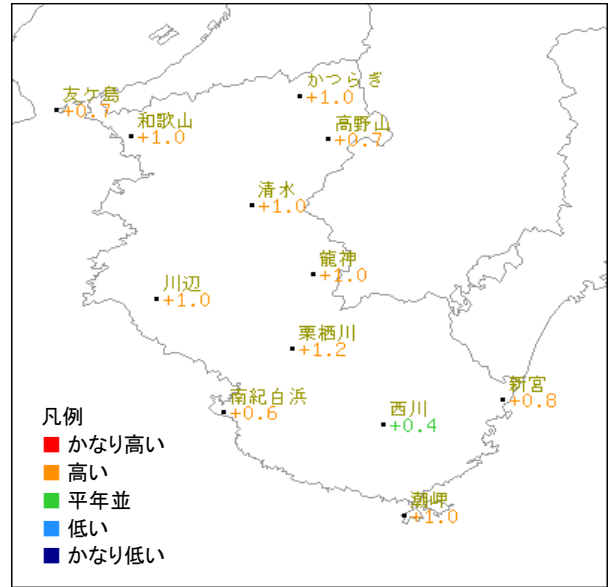 かつらぎ
+1.0
友ケ島
+0.7
和歌山
+1.0
高野山
+0.7
清水
+1.0
龍神
+1.0
川辺
+1.0
栗栖川
+1.2
南紀白浜
+0.6
西川
+0.4
新宮
+0.8
潮岬
+1.0
凡例
かなり高い
高い
平年並
低い
かなり低い